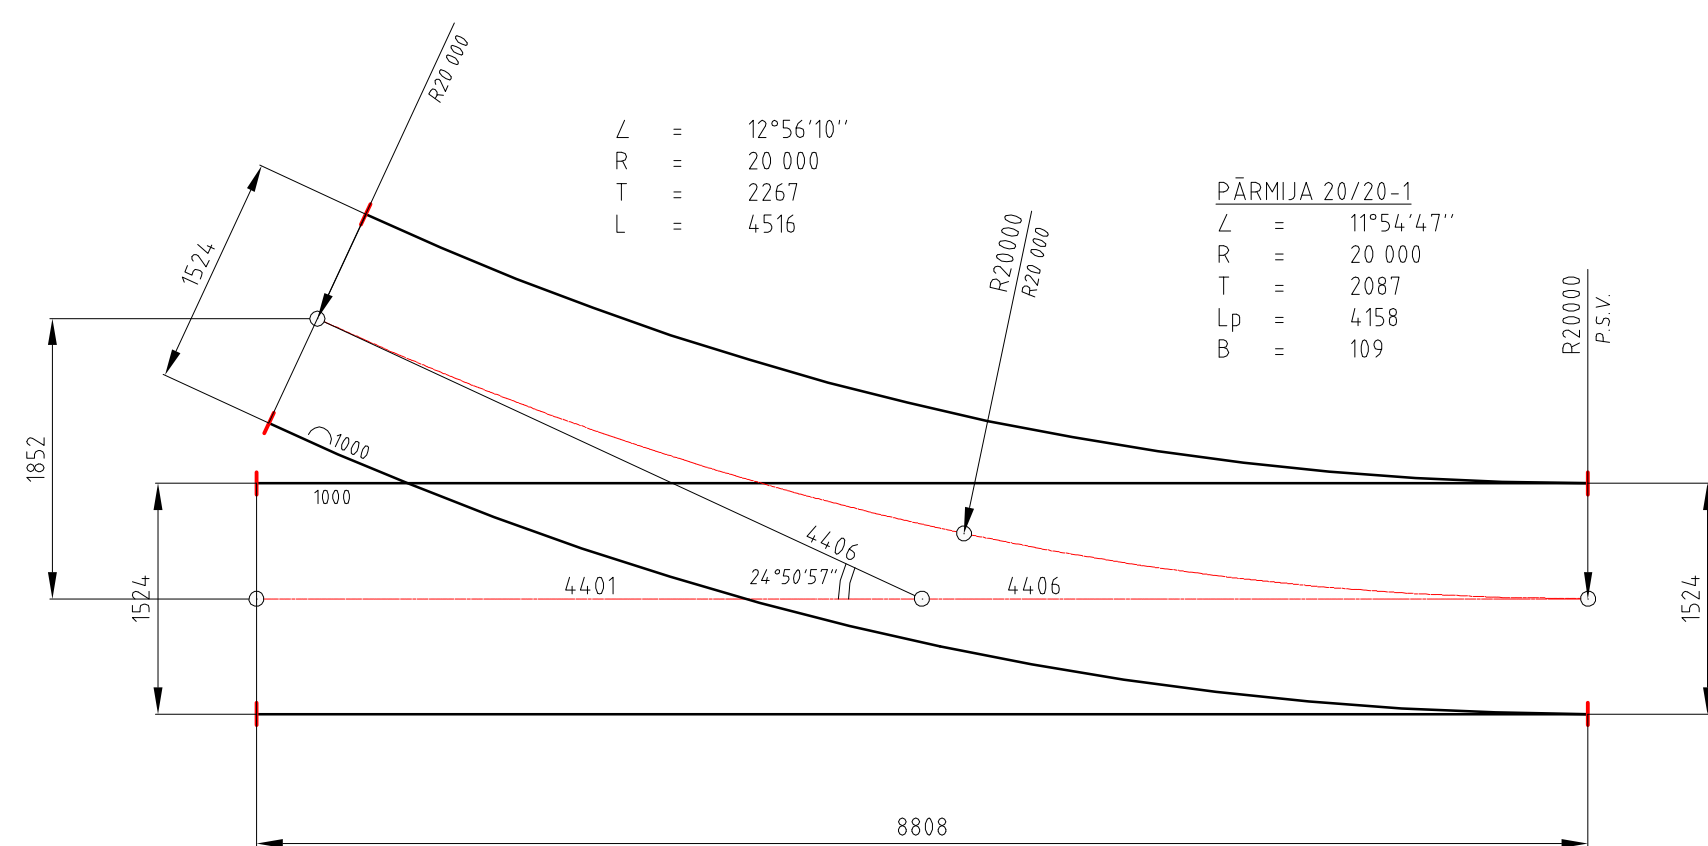 R20 000
∠ = 12°56'10''
R = 20 000
T = 2267
L = 4516
PĀRMIJA 20/20-1
∠ = 11°54'47''
R = 20 000
T = 2087
Lp = 4158
B = 109
R20000
R20 000
R20000
P.S.V.
1524
1852
1000
1000
4406
24°50'57"
4401
4406
1524
1524
8808